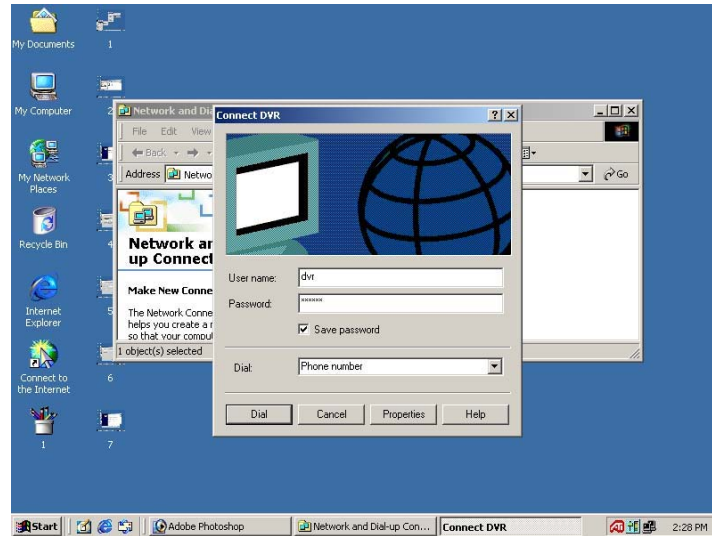 My Documents
1
My Computer
2
My Network
Places
3
Recycle Bin
4
Internet
Explorer
5
Connect to
the Internet
6
1
7
Network and Di
File Edit View
Back
Address Netwo
Go
Network ar
up Connect
Make New Conne
The Network Conne
helps you create a r
so that your comput
1 object(s) selected
Connect DVR
User name: dvr
Password: ******
Save password
Dial: Phone number
Dial Cancel Properties Help
Start Adobe Photoshop Network and Dial-up Con... Connect DVR 2:28 PM